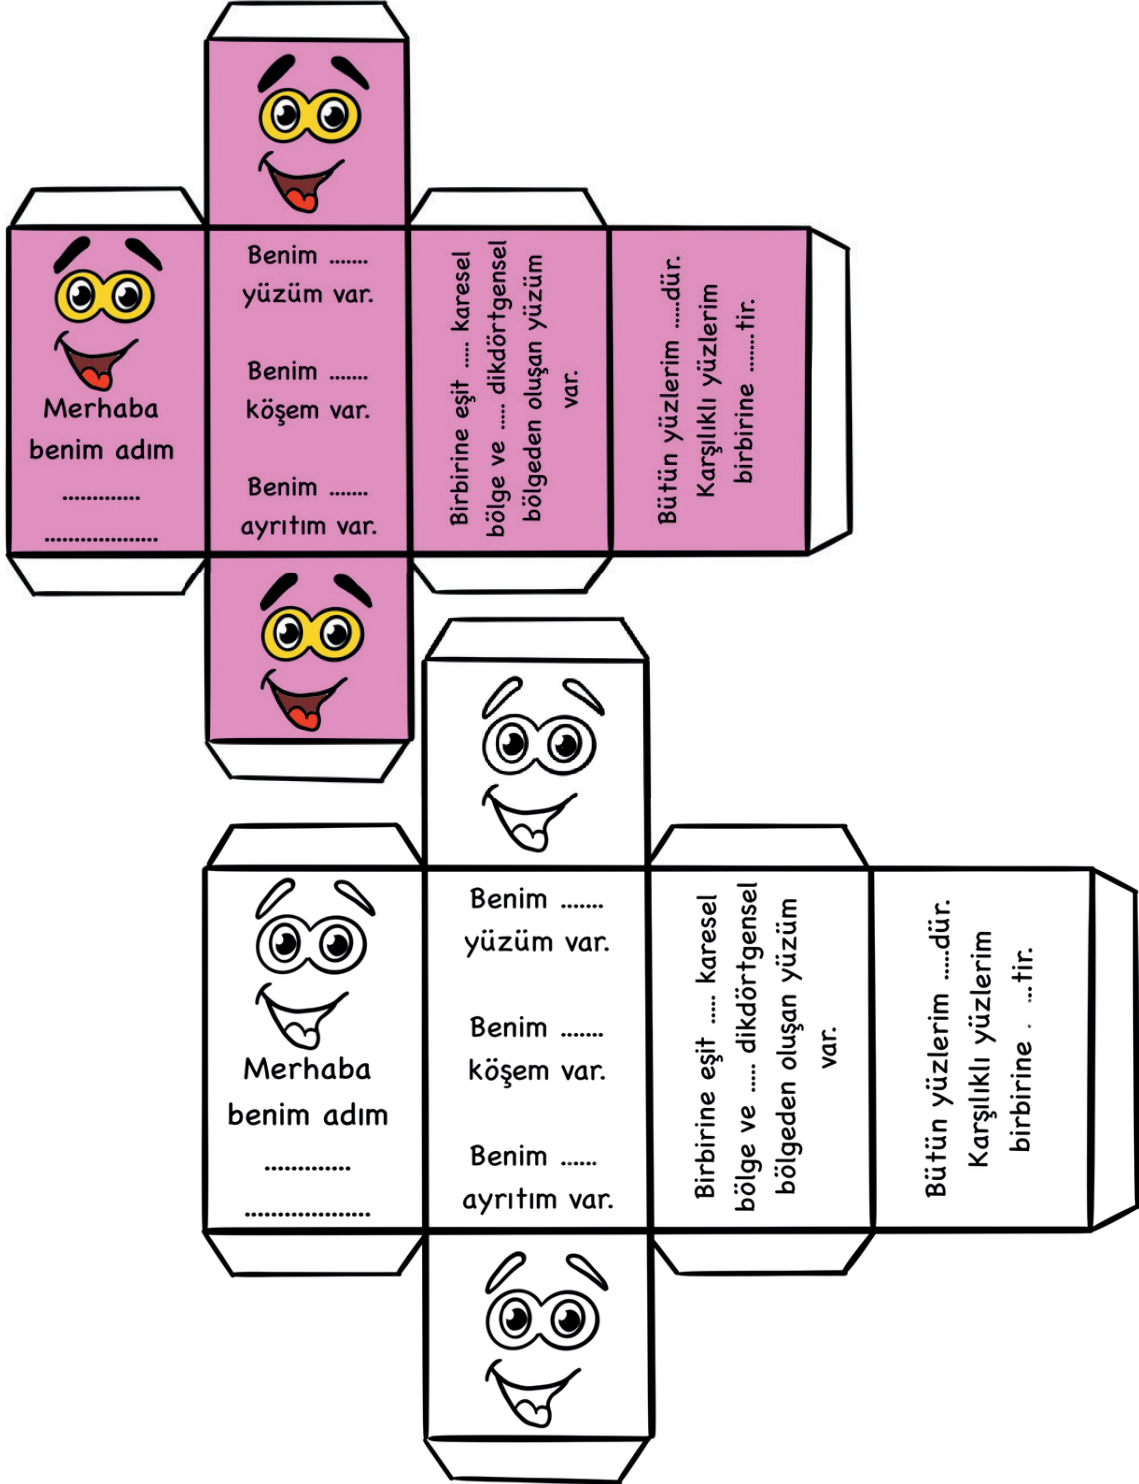 Merhaba
benim adım
.............
...................
Benim .......
yüzüm var.
Benim .......
köşem var.
Benim .......
ayrıtım var.
Birbirine eşit ..... karesel
bölge ve ..... dikdörtgensel
bölgeden oluşan yüzüm
var.
Bütün yüzlerim .....dür.
Karşılıklı yüzlerim
birbirine .......tir.
Merhaba
benim adım
.............
...................
Benim .......
yüzüm var.
Benim .......
köşem var.
Benim ......
ayrıtım var.
Birbirine eşit ..... karesel
bölge ve ..... dikdörtgensel
bölgeden oluşan yüzüm
var.
Bütün yüzlerim .....dür.
Karşılıklı yüzlerim
birbirine . ...tir.